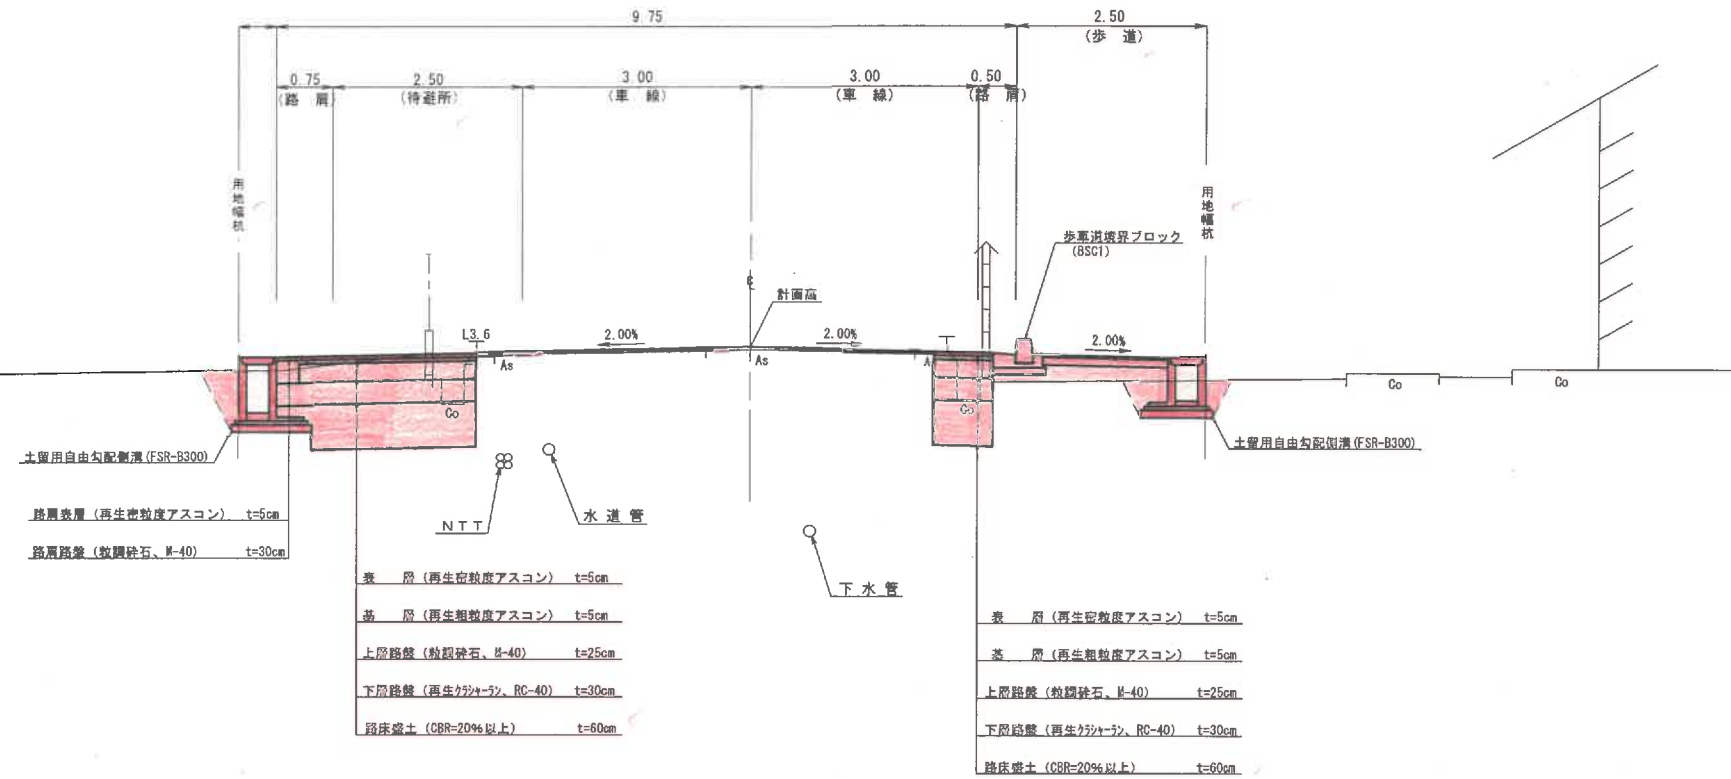 9.75
2.50
(歩 道)
0.75
2.50
3.00
3.00
0.50
(路 肩)
(待避所)
(車 線)
(車 線)
(路 肩)
用地幅杭
用地幅杭
歩車道境界ブロック
(BSC1)
℄
計画高
L3.6
2.00%
2.00%
2.00%
As
As
A
Co
Co
Co
Co
土留用自由勾配側溝(FSR-B300)
土留用自由勾配側溝(FSR-B300)
路肩表層 (再生密粒度アスコン) t=5cm
路肩路盤 (粒調砕石、M-40) t=30cm
NTT
水道管
下水管
表 層 (再生密粒度アスコン) t=5cm
基 層 (再生粗粒度アスコン) t=5cm
上層路盤 (粒調砕石、M-40) t=25cm
下層路盤 (再生クラシャーラン、RC-40) t=30cm
路床盛土 (CBR=20%以上) t=60cm
表 層 (再生密粒度アスコン) t=5cm
基 層 (再生粗粒度アスコン) t=5cm
上層路盤 (粒調砕石、M-40) t=25cm
下層路盤 (再生クラシャーラン、RC-40) t=30cm
路床盛土 (CBR=20%以上) t=60cm